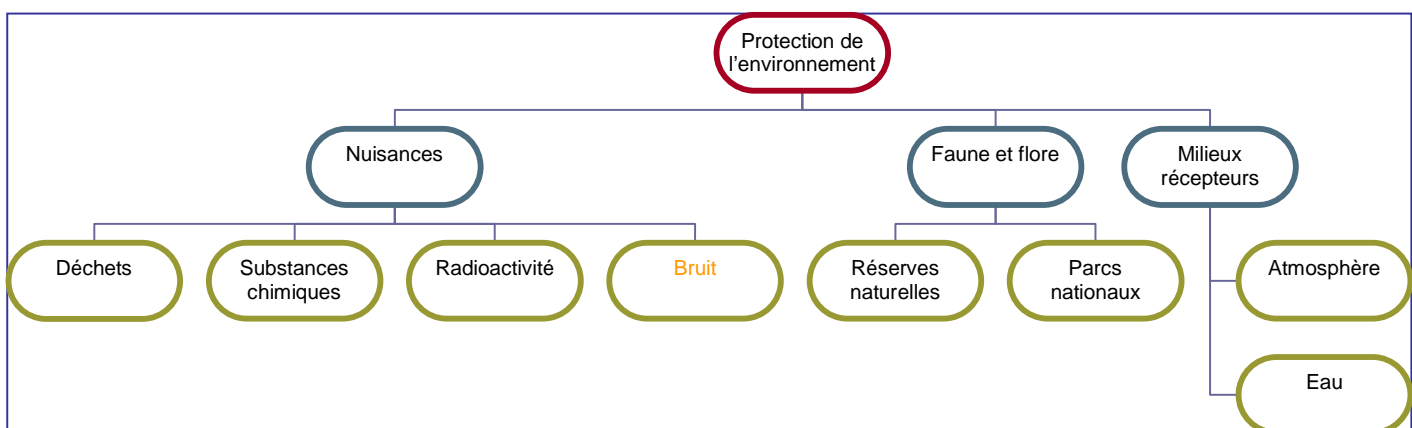 Protection de
l'environnement
Nuisances
Faune et flore
Milieux
récepteurs
Déchets
Substances
chimiques
Radioactivité
Bruit
Réserves
naturelles
Parcs
nationaux
Atmosphère
Eau